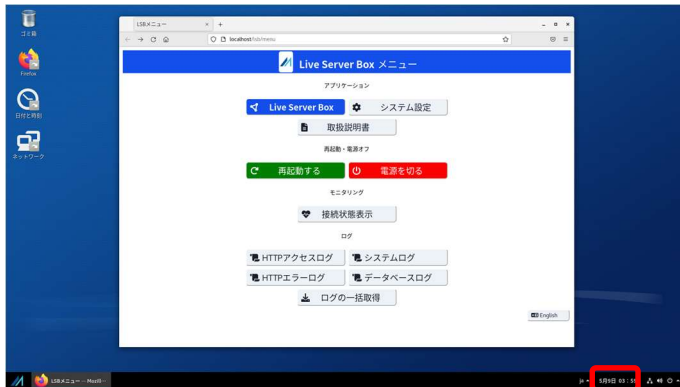 ゴミ箱
Firefox
日付と時刻
ネットワーク
LSBメニュー
localhost/lsb/menu
Live Server Box メニュー
アプリケーション
Live Server Box
システム設定
取扱説明書
再起動・電源オフ
再起動する
電源を切る
モニタリング
接続状態表示
ログ
HTTPアクセスログ
システムログ
HTTPエラーログ
データベースログ
ログの一括取得
English
LSBメニュー — Mozill…
ja
5月9日 03:59